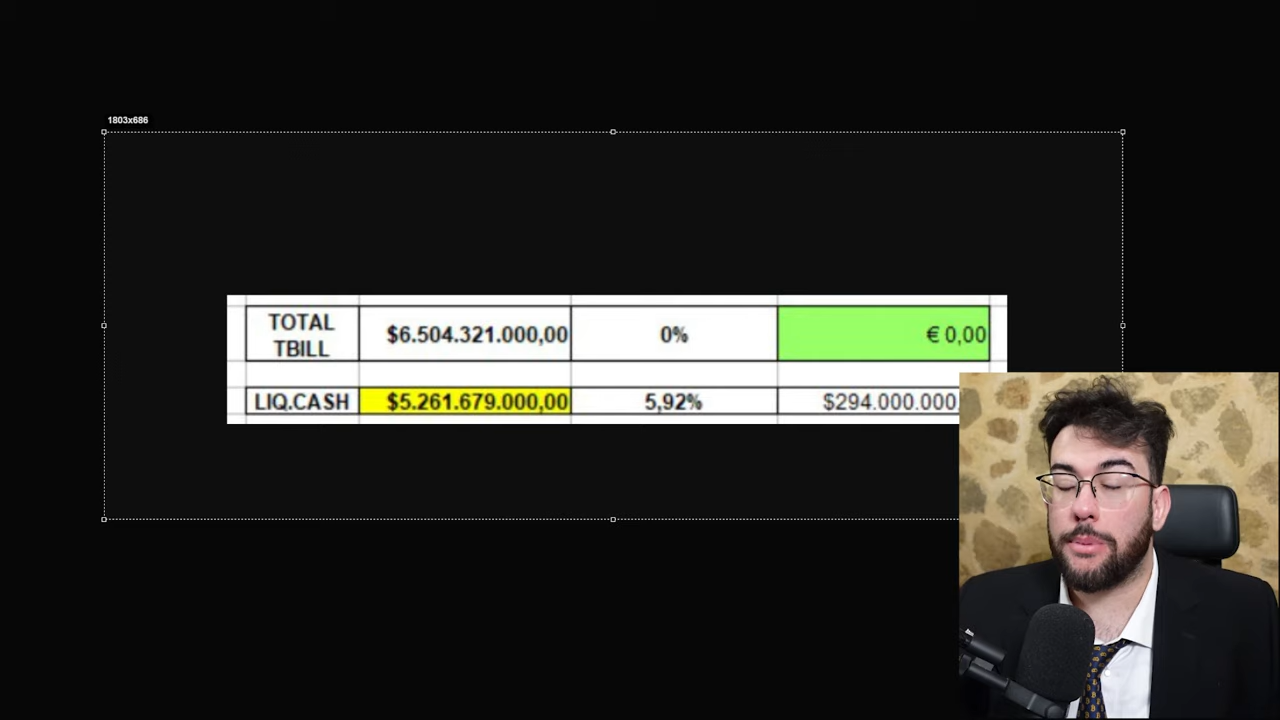 1803x686
TOTAL TBILL $6.504.321.000,00 0% € 0,00
LIQ.CASH $5.261.679.000,00 5,92% $294.000.000